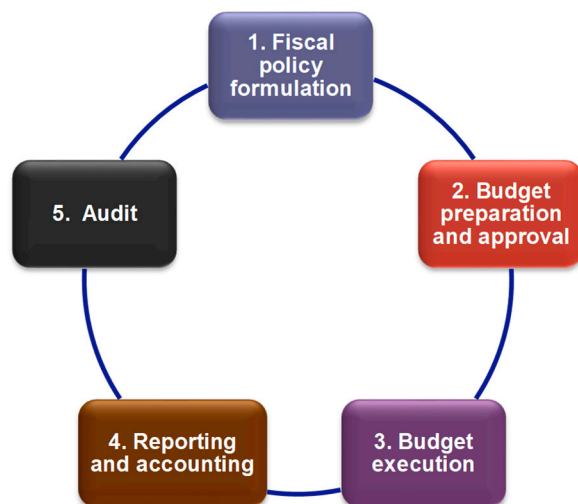 1. Fiscal
policy
formulation
2. Budget
preparation
and approval
3. Budget
execution
4. Reporting
and accounting
5.  Audit